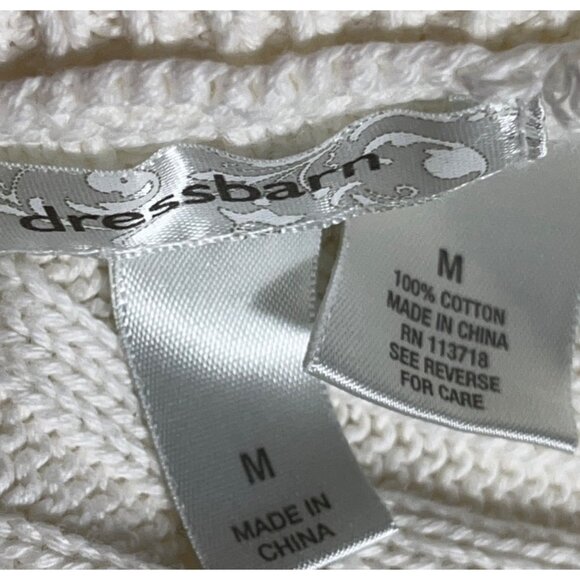 dressbarn
M
100% COTTON
MADE IN CHINA
RN 113718
SEE REVERSE
FOR CARE
M
MADE IN
CHINA